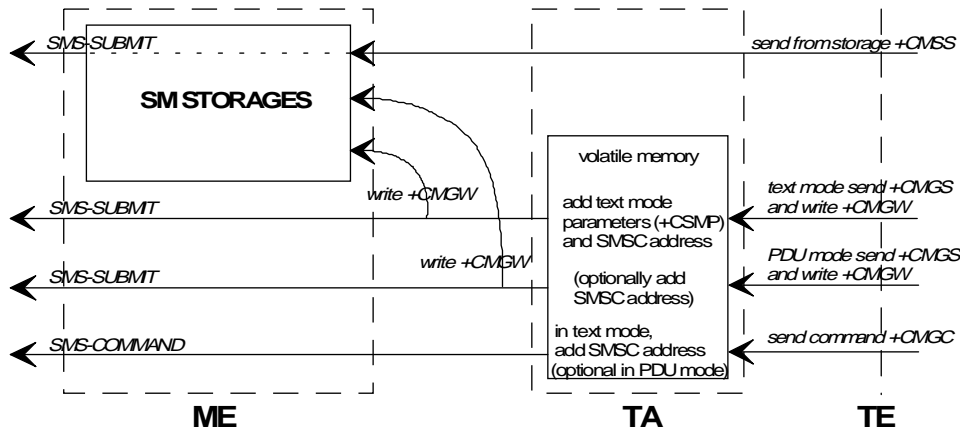 SMS-SUBMIT
send from storage +CMSS
SM STORAGES
volatile memory
write +CMGW
text mode send +CMGS
and write +CMGW
SMS-SUBMIT
add text mode
parameters (+CSMP)
and SMSC address
write +CMGW
PDU mode send +CMGS
and write +CMGW
SMS-SUBMIT
(optionally add
SMSC address)
SMS-COMMAND
in text mode,
add SMSC address
(optional in PDU mode)
send command +CMGC
ME
TA
TE